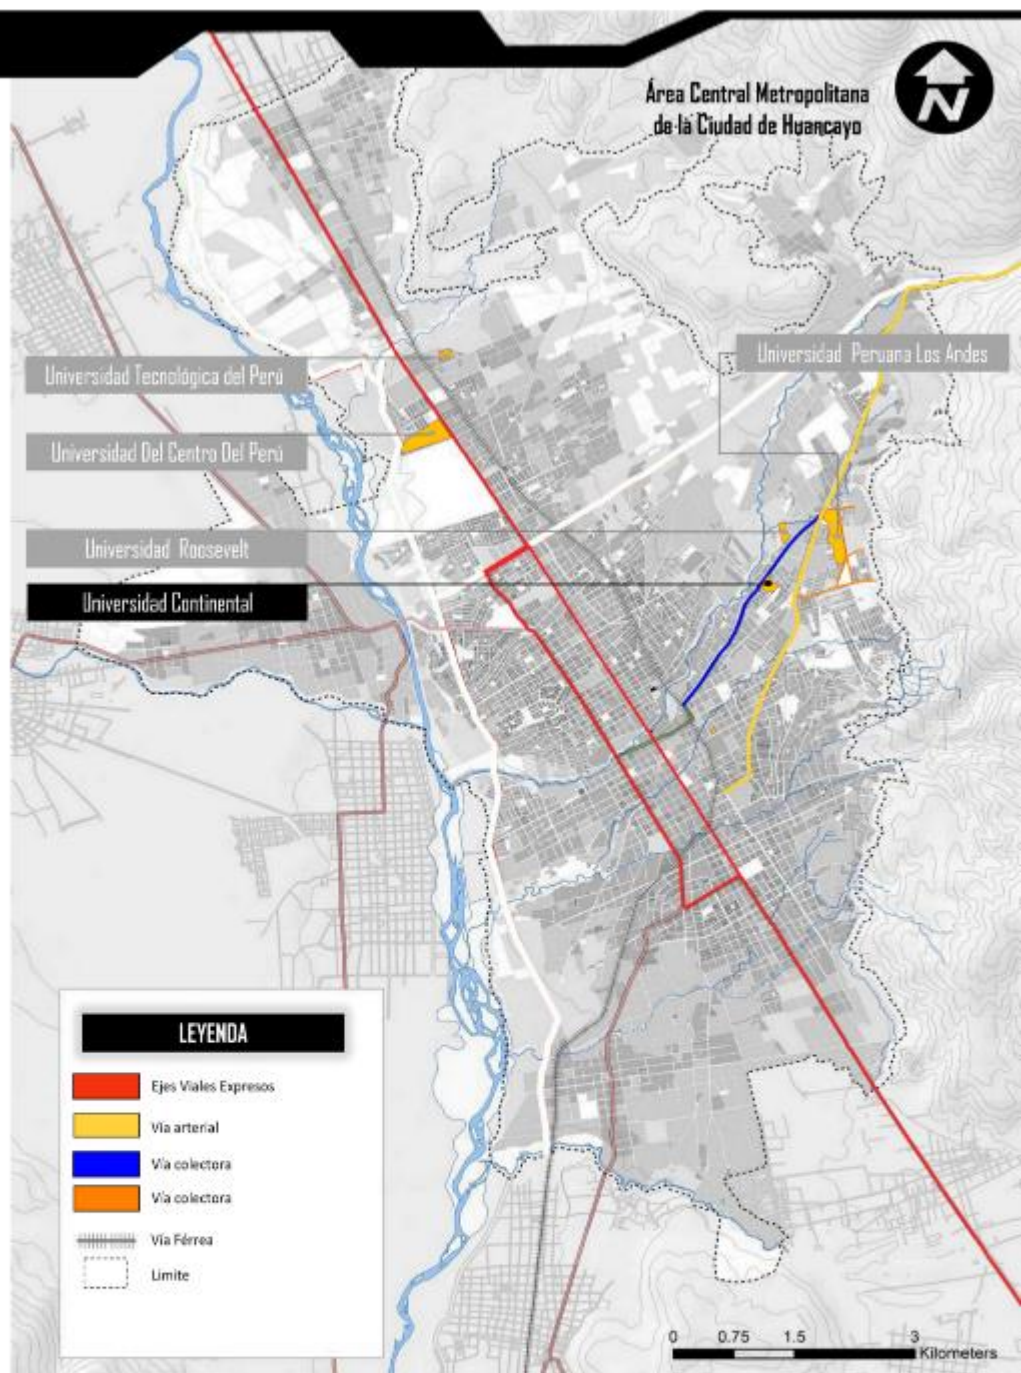 Área Central Metropolitana
de la Ciudad de Huancayo
N
Universidad Peruana Los Andes
Universidad Tecnológica del Perú
Universidad Del Centro Del Perú
Universidad Roosevelt
Universidad Continental
LEYENDA
Ejes Viales Expresos
Via arterial
Vía colectora
Vía colectora
Vía Férrea
Limite
0 0.75 1.5 3
Kilometers